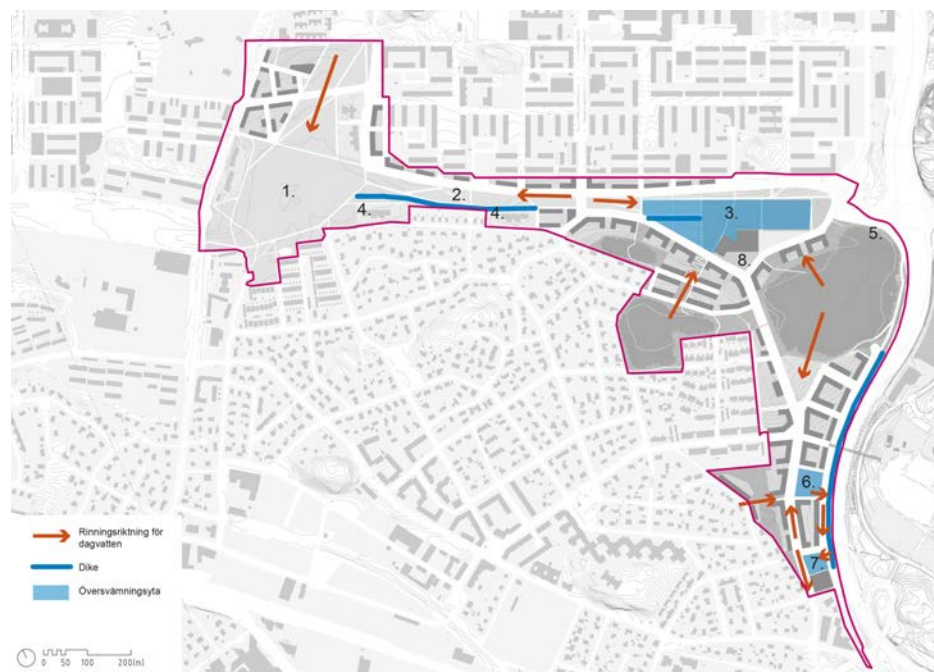 1.
2.
3.
4.
4.
5.
8.
6.
7.
Rinningsriktning för
dagvatten
Dike
Översvämningsyta
0 50 100 200(m)